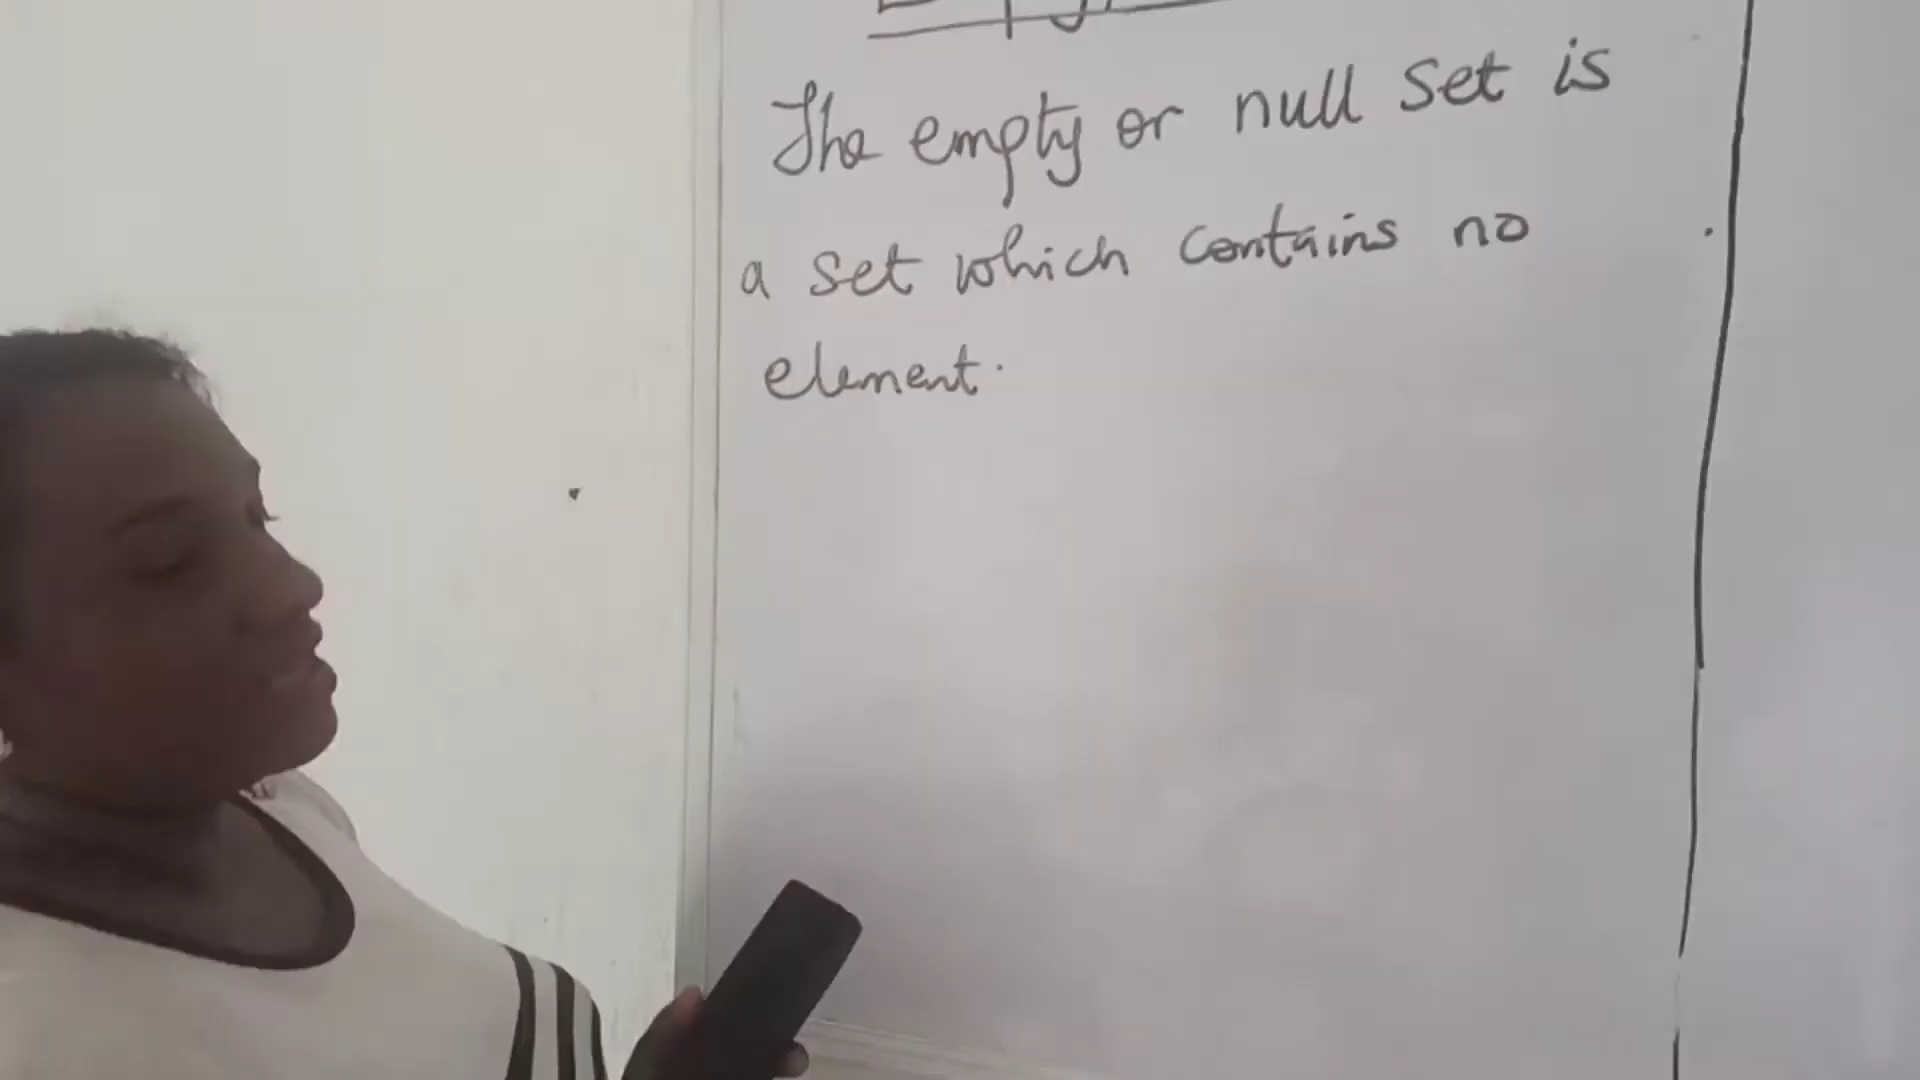 The empty or null set is
a set which contains no
element.